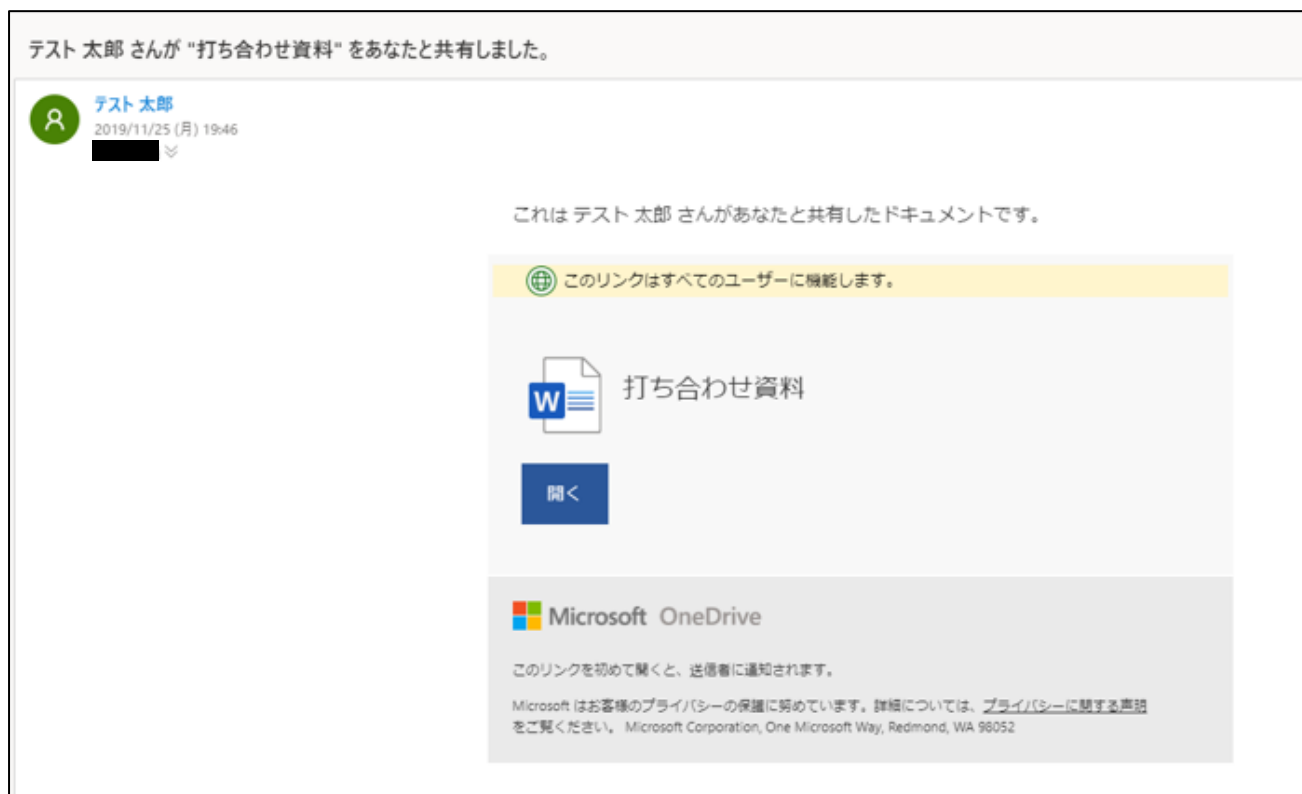 テスト 太郎 さんが "打ち合わせ資料" をあなたと共有しました。
テスト 太郎
2019/11/25 (月) 19:46
これは テスト 太郎 さんがあなたと共有したドキュメントです。
このリンクはすべてのユーザーに機能します。
W
打ち合わせ資料
開く
Microsoft OneDrive
このリンクを初めて開くと、送信者に通知されます。
Microsoft はお客様のプライバシーの保護に努めています。詳細については、プライバシーに関する声明
をご覧ください。 Microsoft Corporation, One Microsoft Way, Redmond, WA 98052